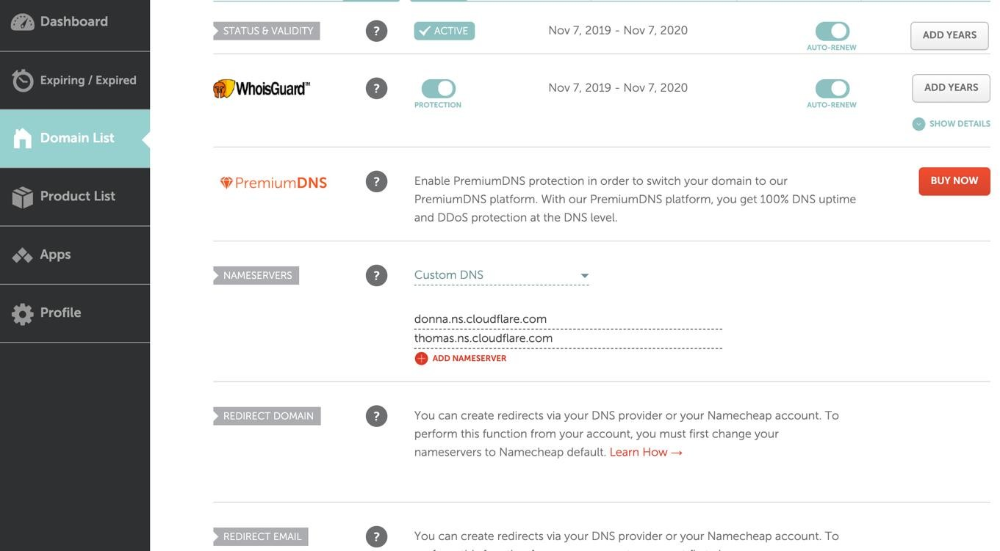 Dashboard
Expiring / Expired
Domain List
Product List
Apps
Profile
STATUS & VALIDITY
?
ACTIVE
Nov 7, 2019 - Nov 7, 2020
AUTO-RENEW
ADD YEARS
WhoisGuard™
?
PROTECTION
Nov 7, 2019 - Nov 7, 2020
AUTO-RENEW
ADD YEARS
SHOW DETAILS
PremiumDNS
?
Enable PremiumDNS protection in order to switch your domain to our
PremiumDNS platform. With our PremiumDNS platform, you get 100% DNS uptime
and DDoS protection at the DNS level.
BUY NOW
NAMESERVERS
?
Custom DNS
donna.ns.cloudflare.com
thomas.ns.cloudflare.com
ADD NAMESERVER
REDIRECT DOMAIN
?
You can create redirects via your DNS provider or your Namecheap account. To
perform this function from your account, you must first change your
nameservers to Namecheap default. Learn How →
REDIRECT EMAIL
?
You can create redirects via your DNS provider or your Namecheap account. To